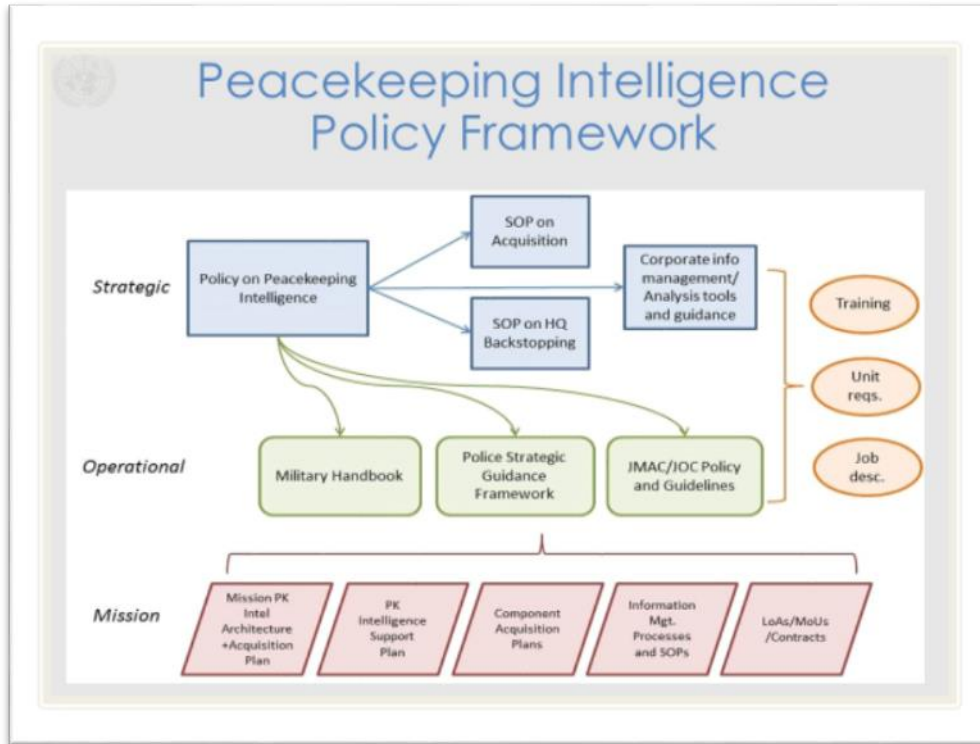 Peacekeeping Intelligence
Policy Framework
Strategic
Policy on Peacekeeping
Intelligence
SOP on
Acquisition
SOP on HQ
Backstopping
Corporate info
management/
Analysis tools
and guidance
Training
Unit
reqs.
Job
desc.
Operational
Military Handbook
Police Strategic
Guidance
Framework
JMAC/JOC Policy
and Guidelines
Mission
Mission PK
Intel
Architecture
+Acquisition
Plan
PK
Intelligence
Support
Plan
Component
Acquisition
Plans
Information
Mgt.
Processes
and SOPs
LoAs/MoUs
/Contracts